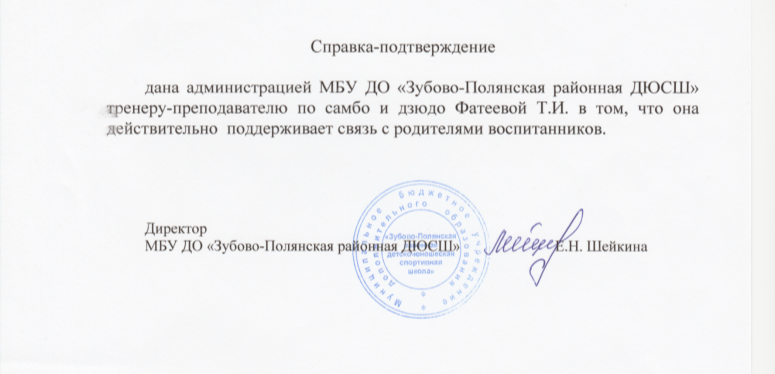 Справка-подтверждение
дана администрацией МБУ ДО «Зубово-Полянская районная ДЮСШ»
тренеру-преподавателю по самбо и дзюдо Фатеевой Т.И. в том, что она
действительно поддерживает связь с родителями воспитанников.
Директор
МБУ ДО «Зубово-Полянская районная ДЮСШ» Е.Н. Шейкина
Муниципальное бюджетное учреждение
дополнительного образования
«Зубово-Полянская
детско-юношеская
спортивная
школа»